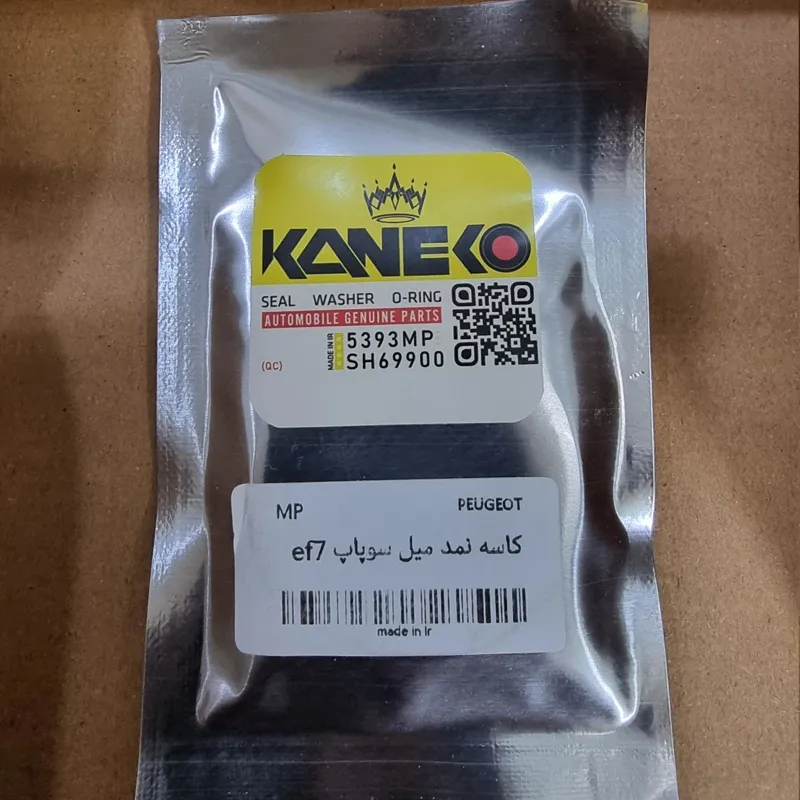 KANEKO
SEAL WASHER O-RING
AUTOMOBILE GENUINE PARTS
MADE IN IR
5393MP
SH69900
(QC)
MP PEUGEOT
کاسه نمد میل سوپاپ ef7
made in Ir